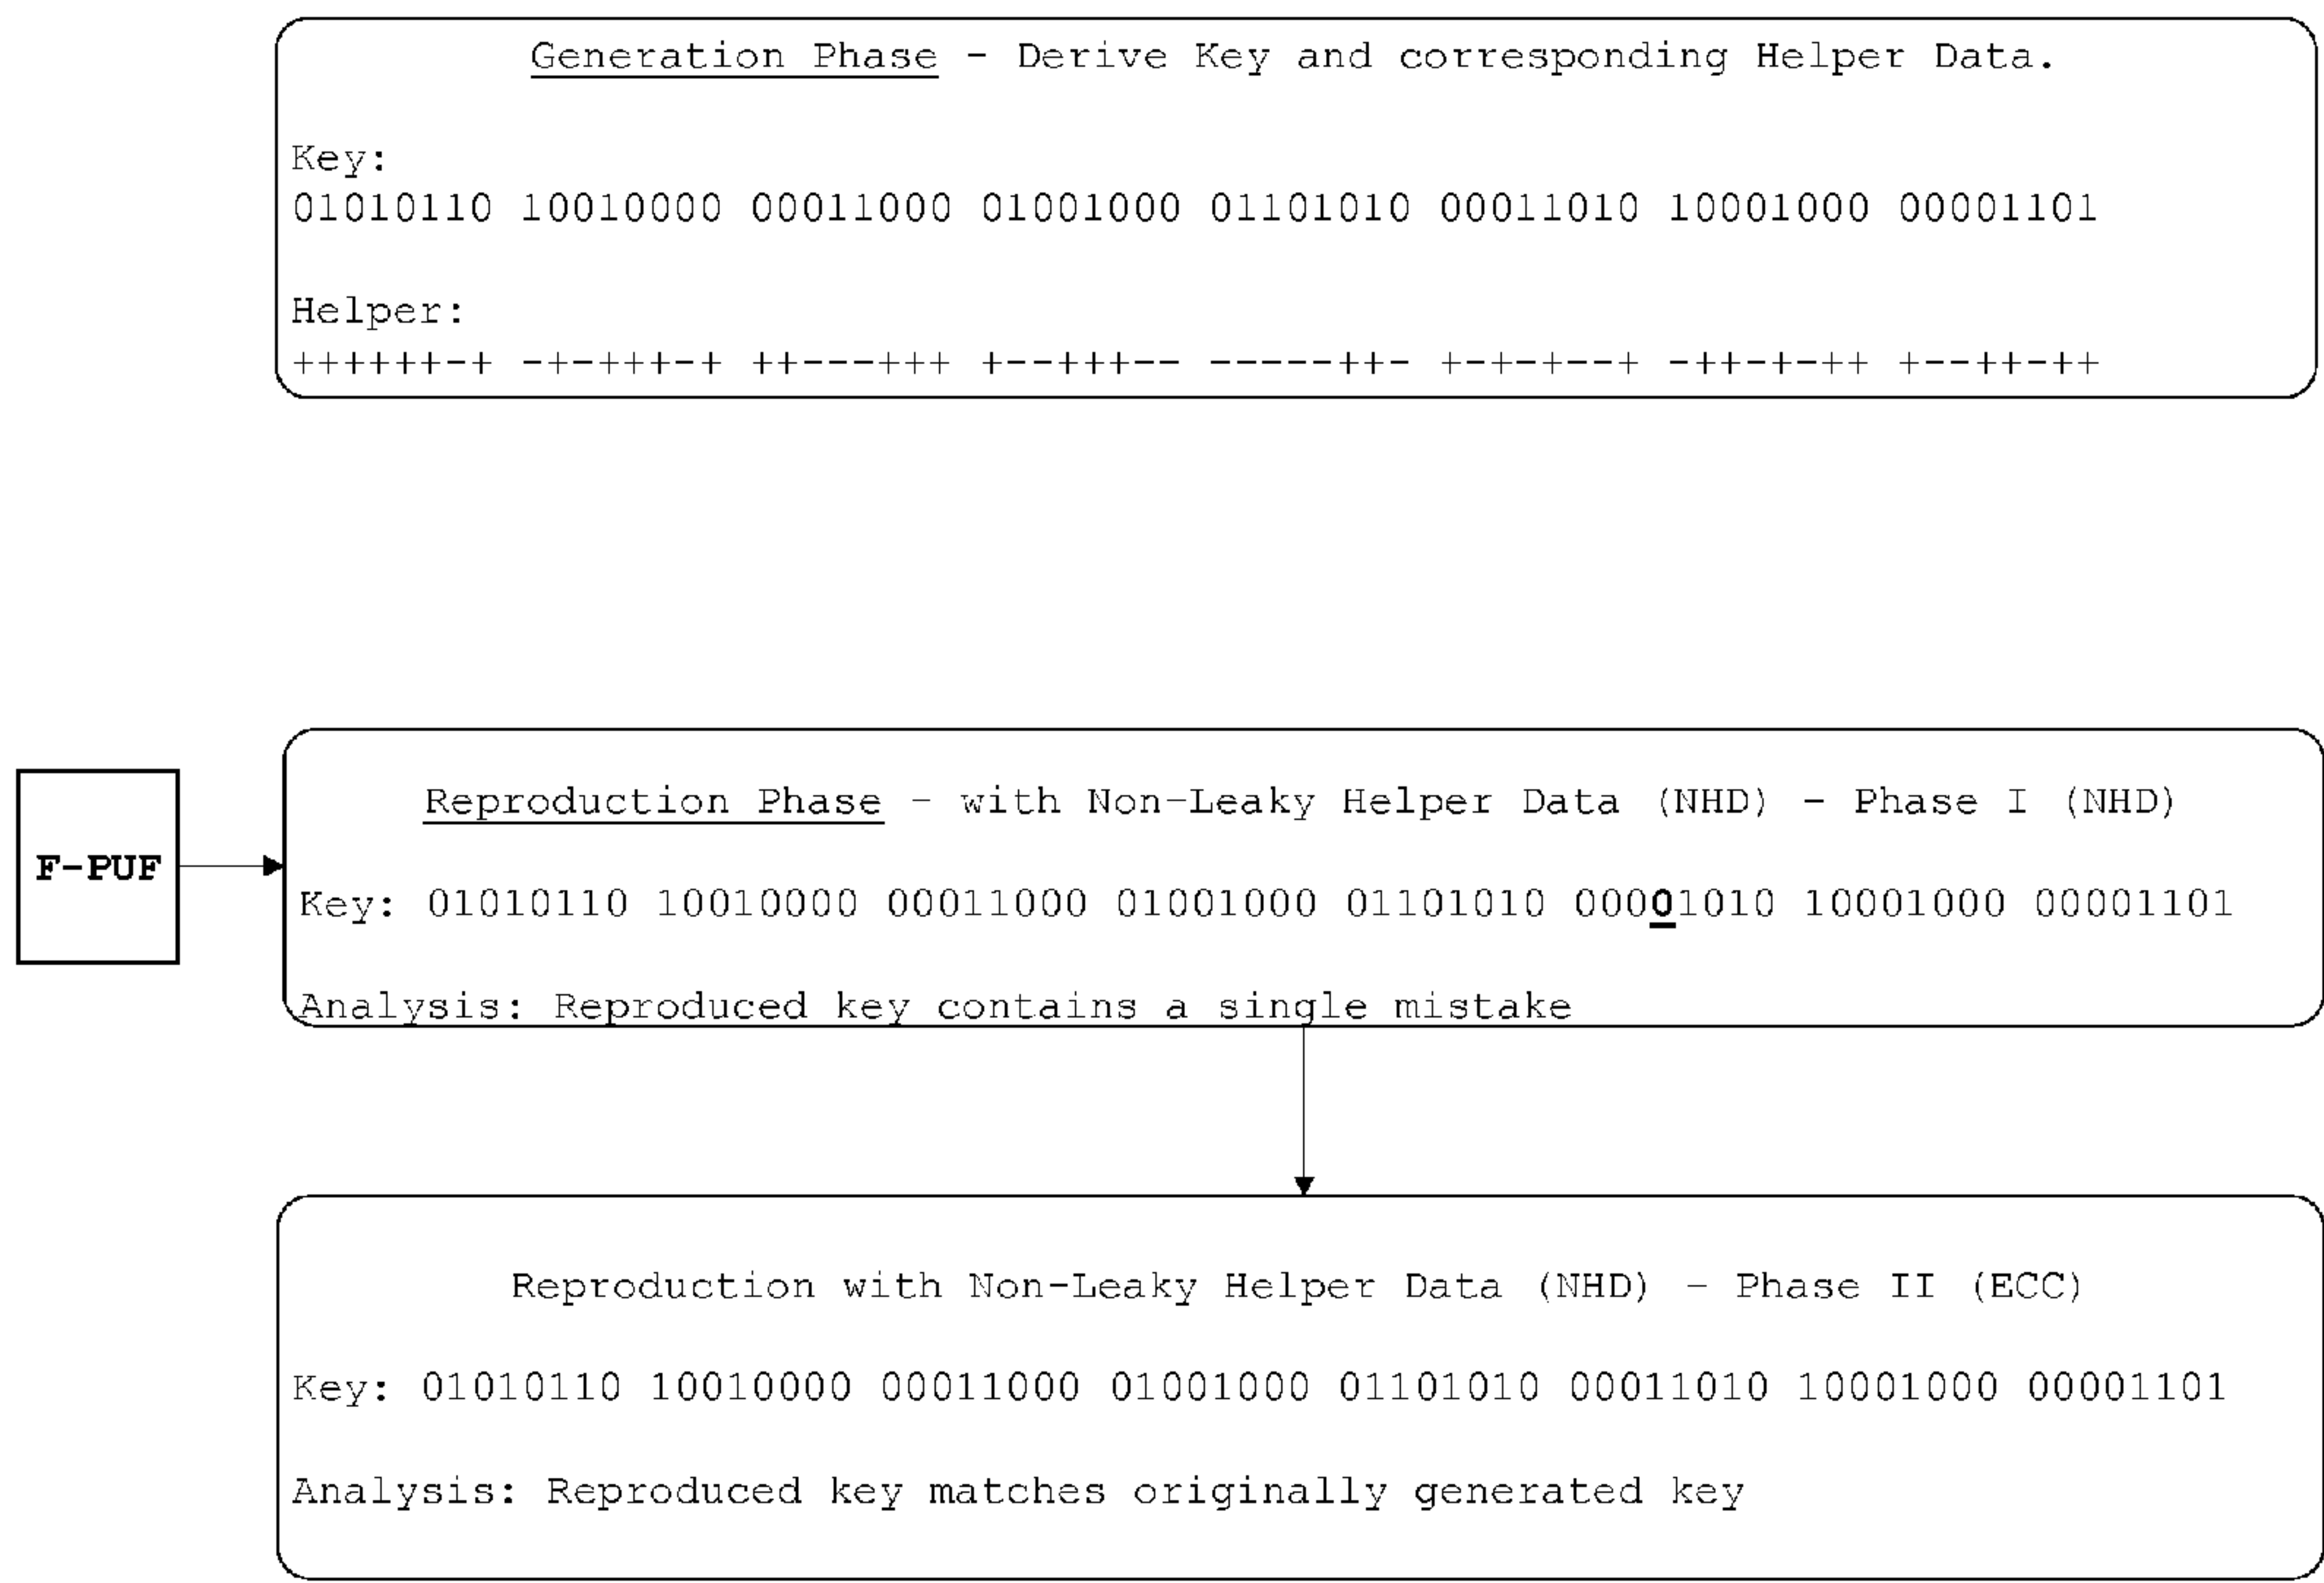 Generation Phase - Derive Key and corresponding Helper Data.
Key:
01010110 10010000 00011000 01001000 01101010 00011010 10001000 00001101
Helper:
++++++-+ -+-+++-+ ++---+++ +--+++-- -----++- +-+-+--+ -++-+-++ +--++-++
F-PUF
Reproduction Phase - with Non-Leaky Helper Data (NHD) - Phase I (NHD)
Key: 01010110 10010000 00011000 01001000 01101010 00001010 10001000 00001101
Analysis: Reproduced key contains a single mistake
Reproduction with Non-Leaky Helper Data (NHD) - Phase II (ECC)
Key: 01010110 10010000 00011000 01001000 01101010 00011010 10001000 00001101
Analysis: Reproduced key matches originally generated key